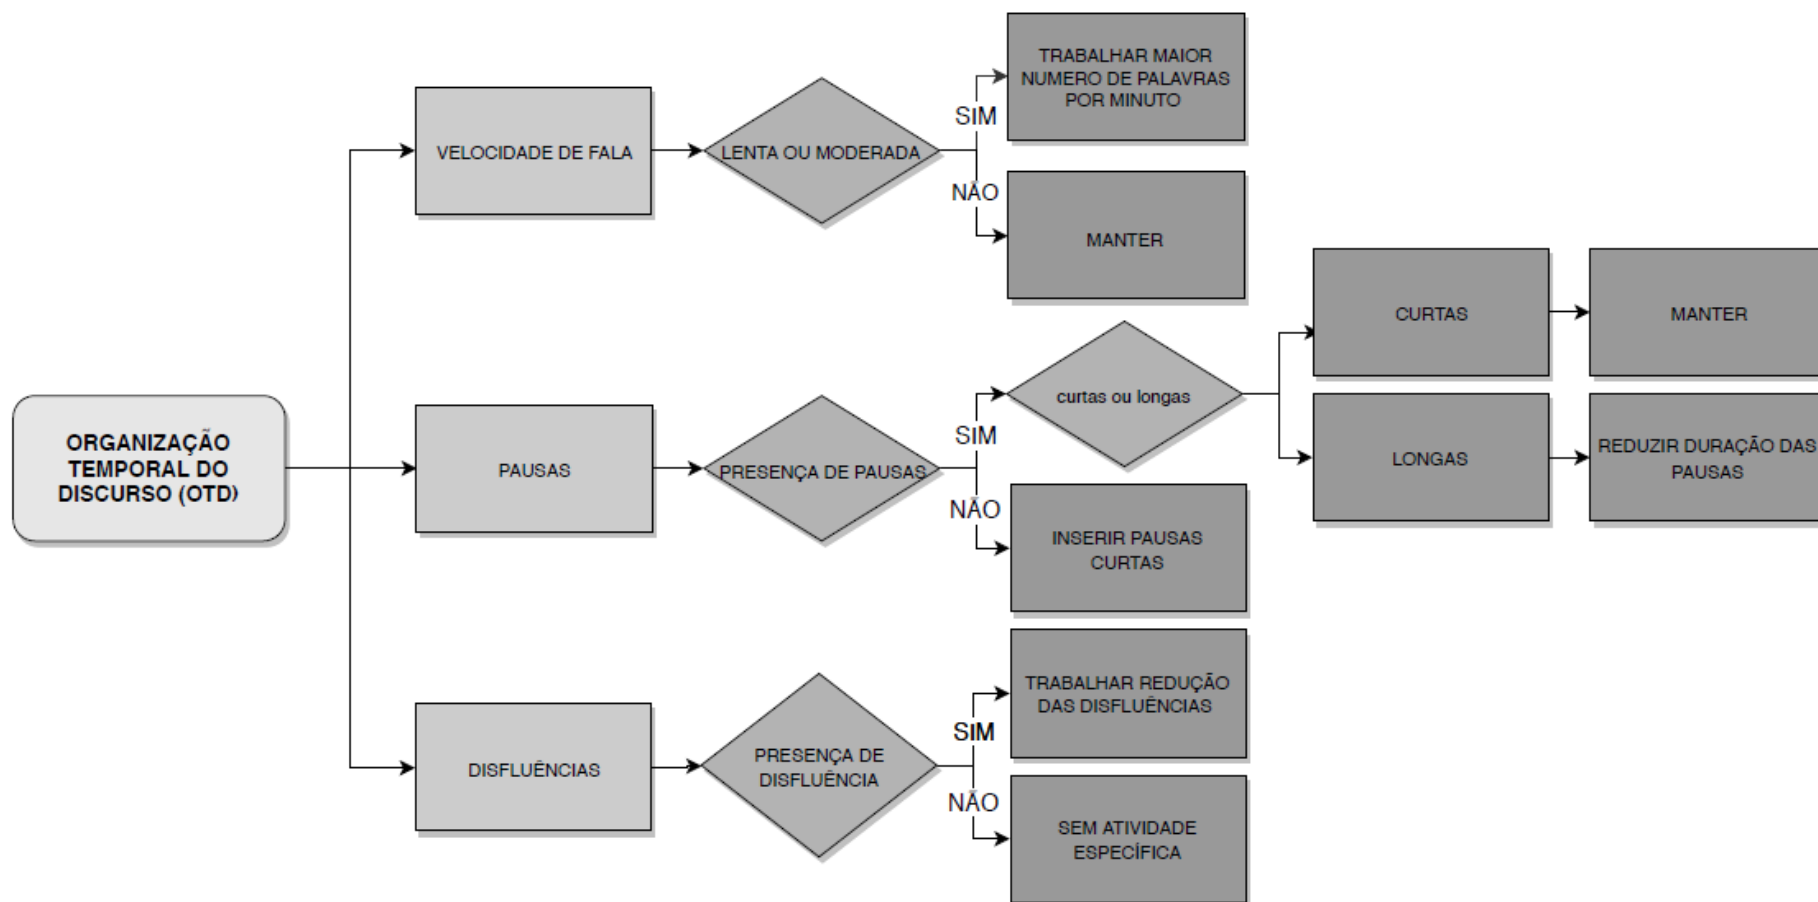 TRABALHAR MAIOR
NUMERO DE PALAVRAS
POR MINUTO
SIM
VELOCIDADE DE FALA
LENTA OU MODERADA
NÃO
MANTER
CURTAS
MANTER
curtas ou longas
ORGANIZAÇÃO
TEMPORAL DO
DISCURSO (OTD)
PAUSAS
PRESENÇA DE PAUSAS
SIM
LONGAS
REDUZIR DURAÇÃO DAS
PAUSAS
NÃO
INSERIR PAUSAS
CURTAS
TRABALHAR REDUÇÃO
DAS DISFLUÊNCIAS
SIM
DISFLUÊNCIAS
PRESENÇA DE
DISFLUÊNCIA
NÃO
SEM ATIVIDADE
ESPECÍFICA